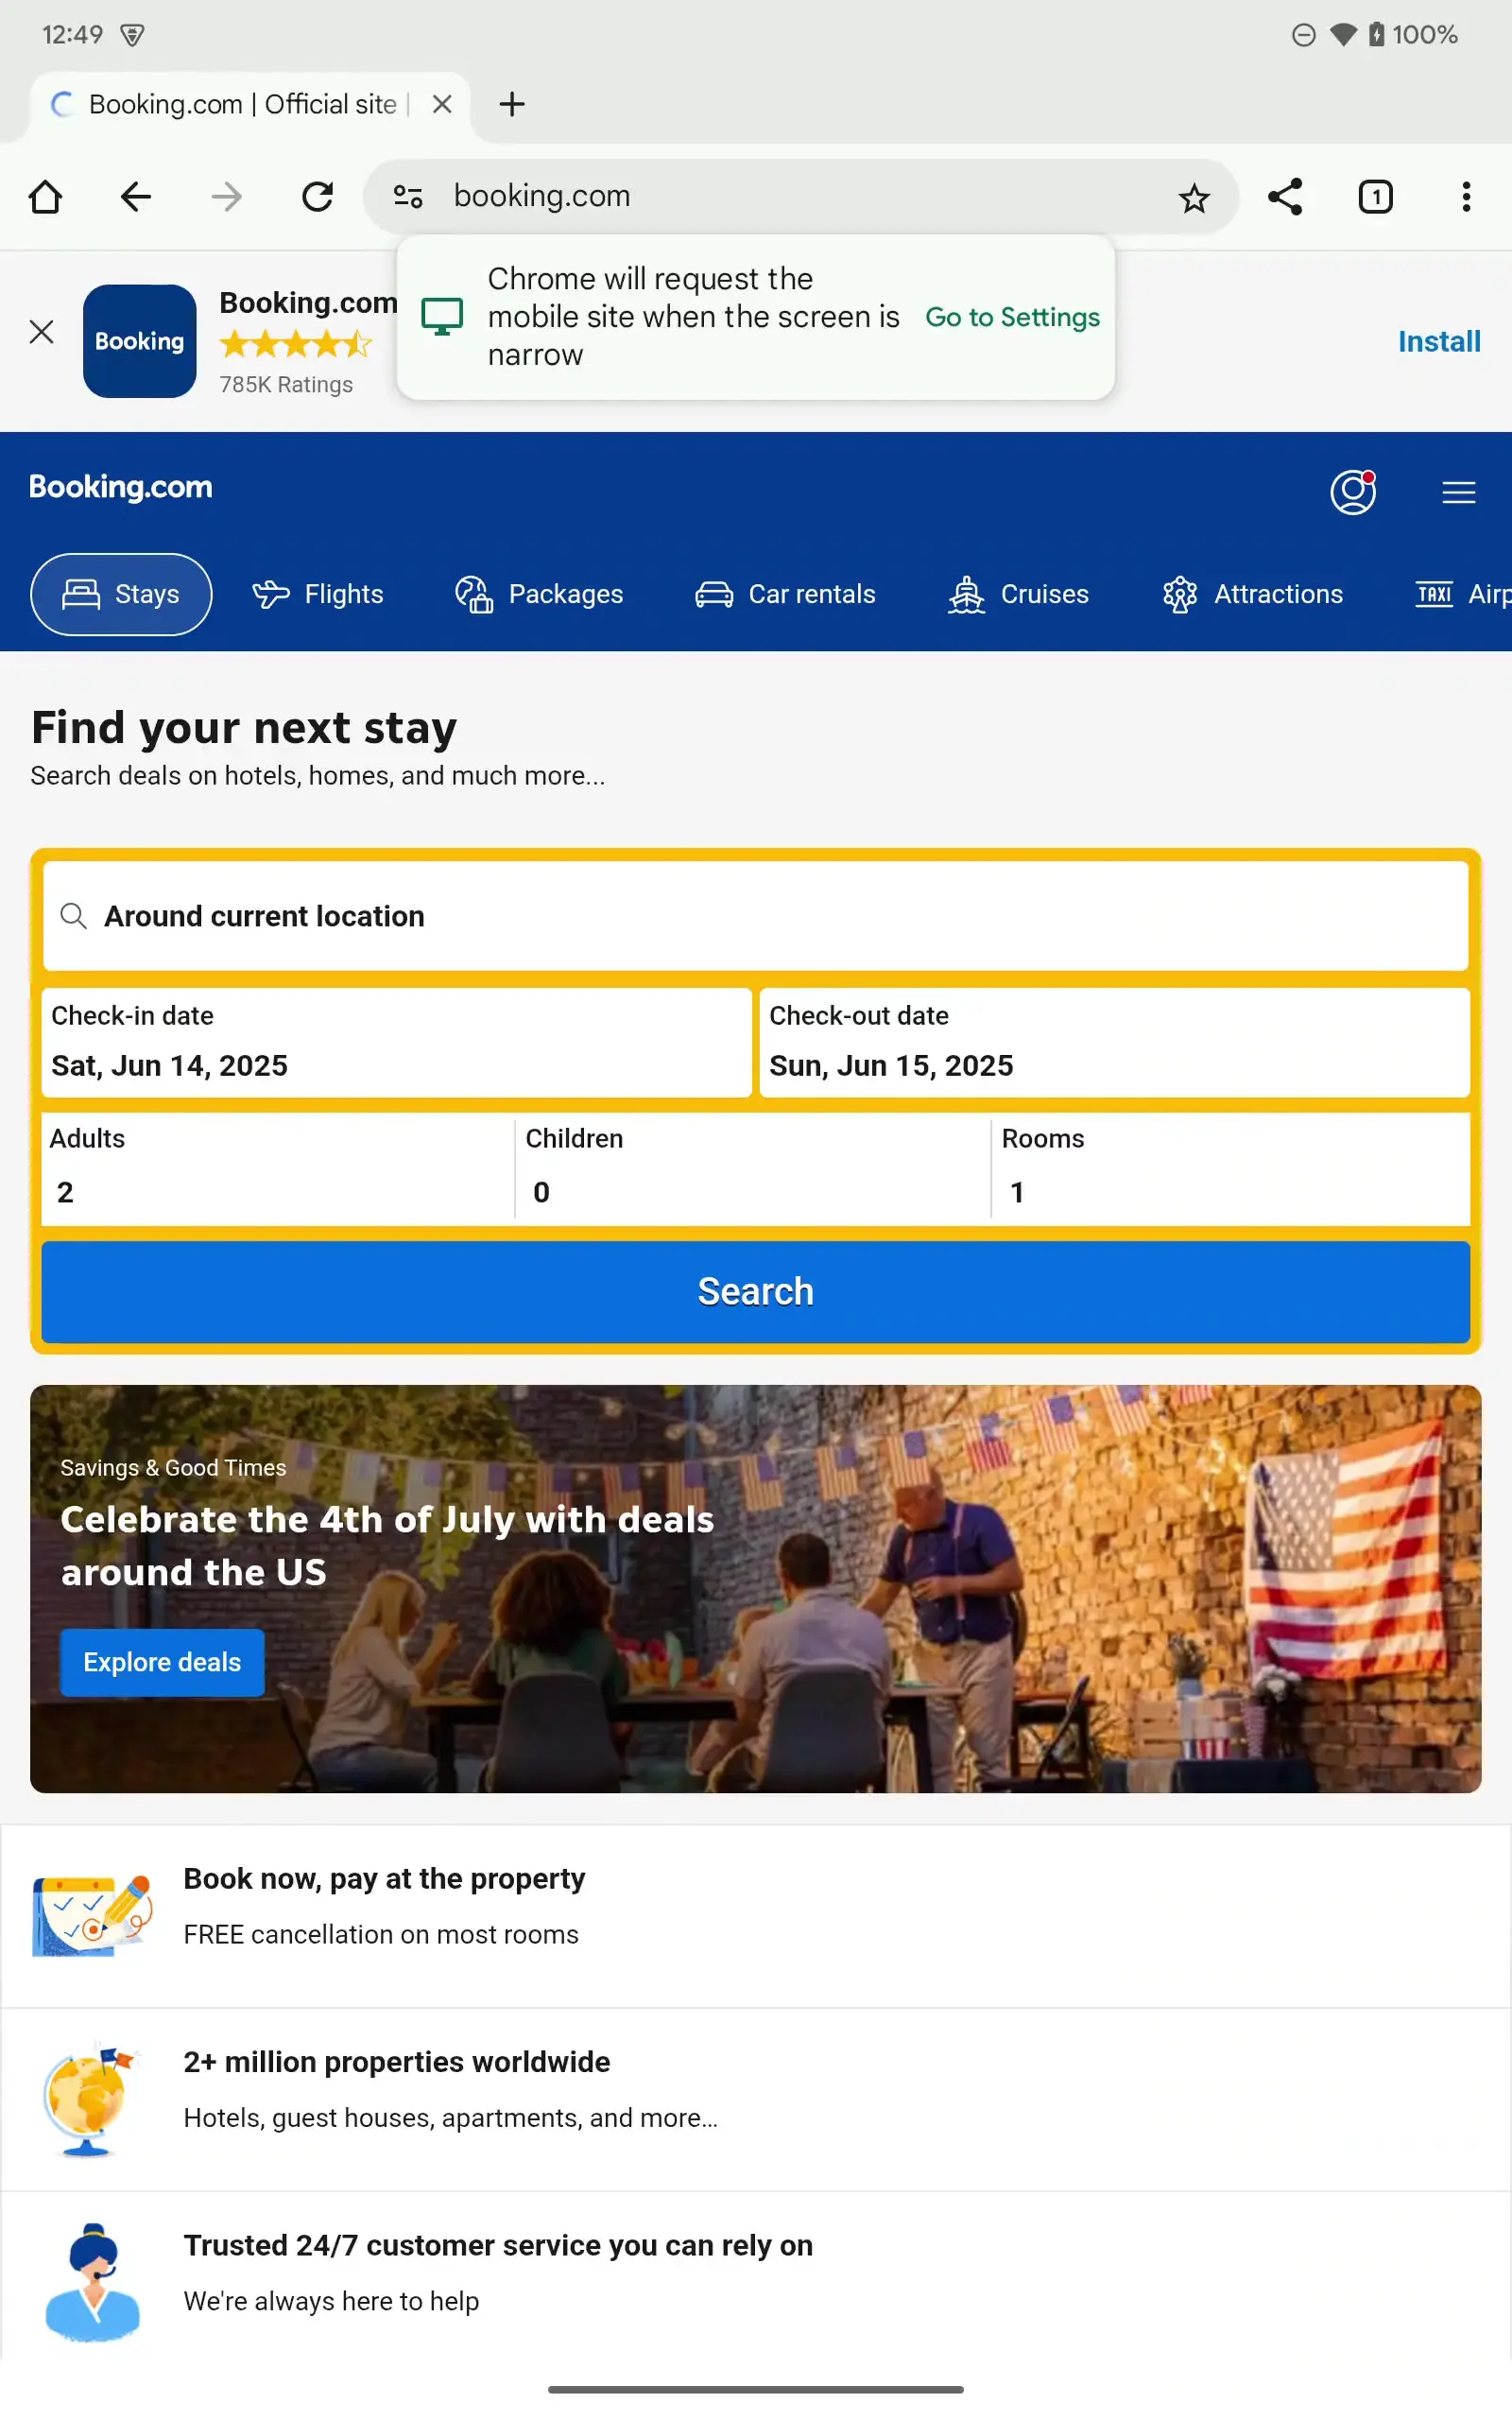 12:49
100%
Booking.com | Official site |
booking.com
1
Chrome will request the
mobile site when the screen is
narrow
Go to Settings
Booking
Booking.com
785K Ratings
Install
Booking.com
Stays
Flights
Packages
Car rentals
Cruises
Attractions
TAXI
Airp
Find your next stay
Search deals on hotels, homes, and much more...
Around current location
Check-in date
Sat, Jun 14, 2025
Check-out date
Sun, Jun 15, 2025
Adults
2
Children
0
Rooms
1
Search
Savings & Good Times
Celebrate the 4th of July with deals
around the US
Explore deals
Book now, pay at the property
FREE cancellation on most rooms
2+ million properties worldwide
Hotels, guest houses, apartments, and more…
Trusted 24/7 customer service you can rely on
We're always here to help